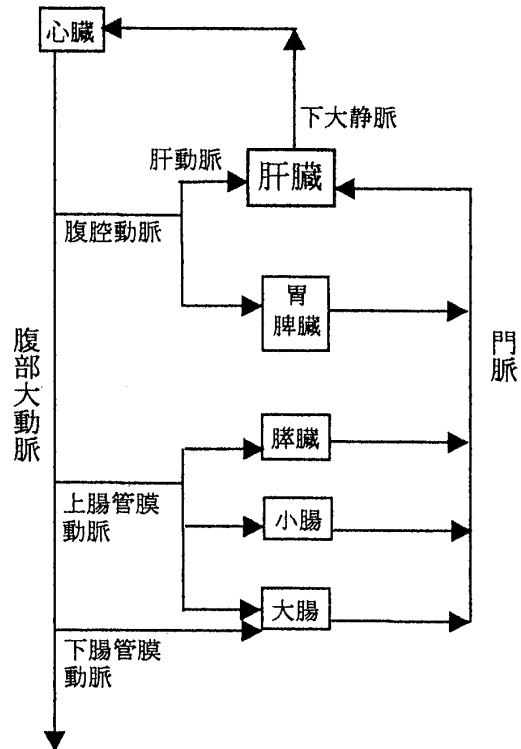 心臓
下大静脈
肝動脈
肝臓
腹腔動脈
胃
脾臓
腹部大動脈
門脈
膵臓
上腸管膜
動脈
小腸
大腸
下腸管膜
動脈